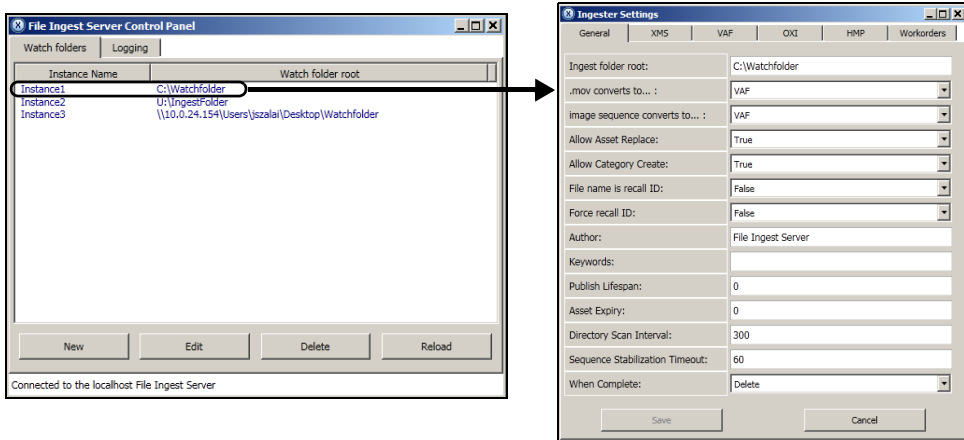 File Ingest Server Control Panel
Watch folders Logging
Instance Name Watch folder root
Instance1 C:\Watchfolder
Instance2 U:\IngestFolder
Instance3 \\10.0.24.154\Users\jszalai\Desktop\Watchfolder
New Edit Delete Reload
Connected to the localhost File Ingest Server
Ingester Settings
General XMS VAF OXI HMP Workorders
Ingest folder root: C:\Watchfolder
.mov converts to... : VAF
image sequence converts to... : VAF
Allow Asset Replace: True
Allow Category Create: True
File name is recall ID: False
Force recall ID: False
Author: File Ingest Server
Keywords:
Publish Lifespan: 0
Asset Expiry: 0
Directory Scan Interval: 300
Sequence Stabilization Timeout: 60
When Complete: Delete
Save Cancel